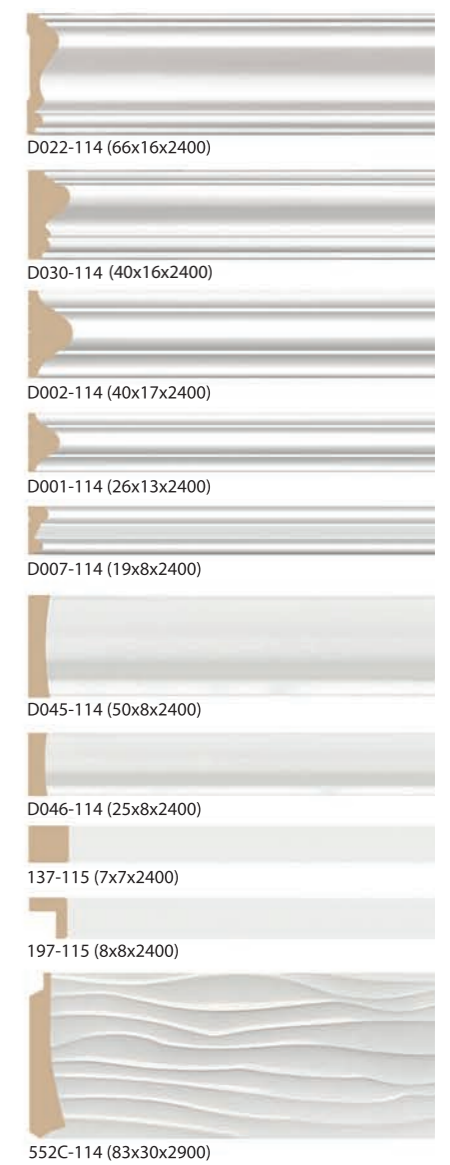 D022-114 (66x16x2400)
D030-114 (40x16x2400)
D002-114 (40x17x2400)
D001-114 (26x13x2400)
D007-114 (19x8x2400)
D045-114 (50x8x2400)
D046-114 (25x8x2400)
137-115 (7x7x2400)
197-115 (8x8x2400)
552C-114 (83x30x2900)